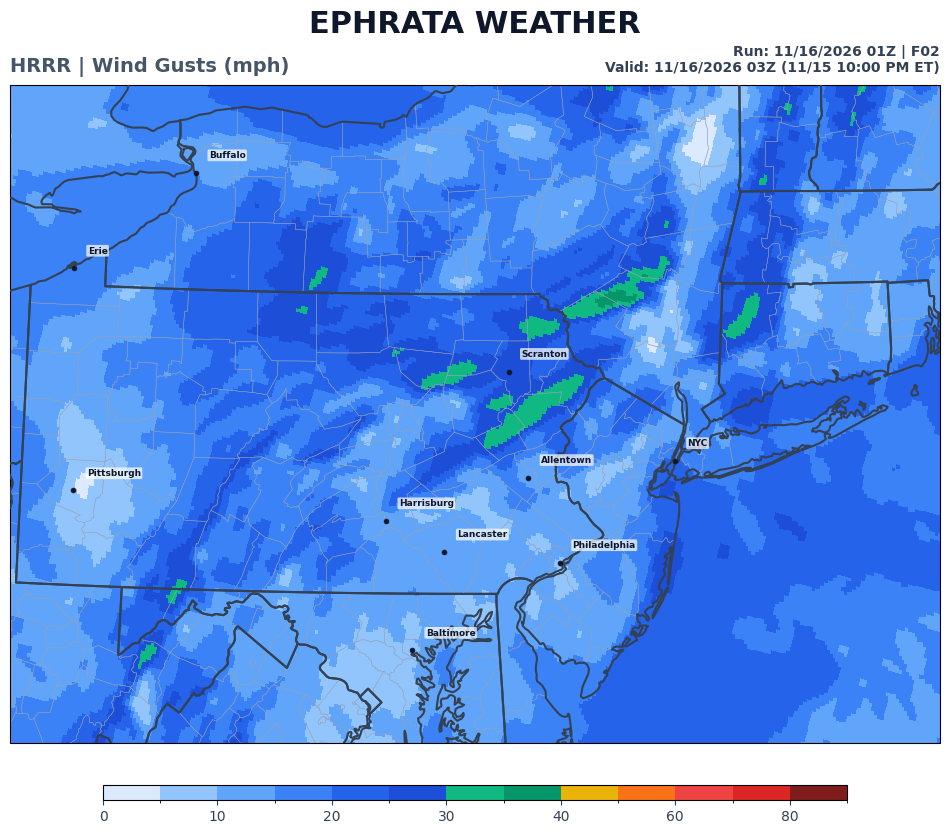 EPHRATA WEATHER
HRRR | Wind Gusts (mph)
Run: 11/16/2026 01Z | F02
Valid: 11/16/2026 03Z (11/15 10:00 PM ET)
Buffalo
Erie
Scranton
NYC
Allentown
Pittsburgh
Harrisburg
Lancaster
Philadelphia
Baltimore
0 10 20 30 40 50 60 70 80